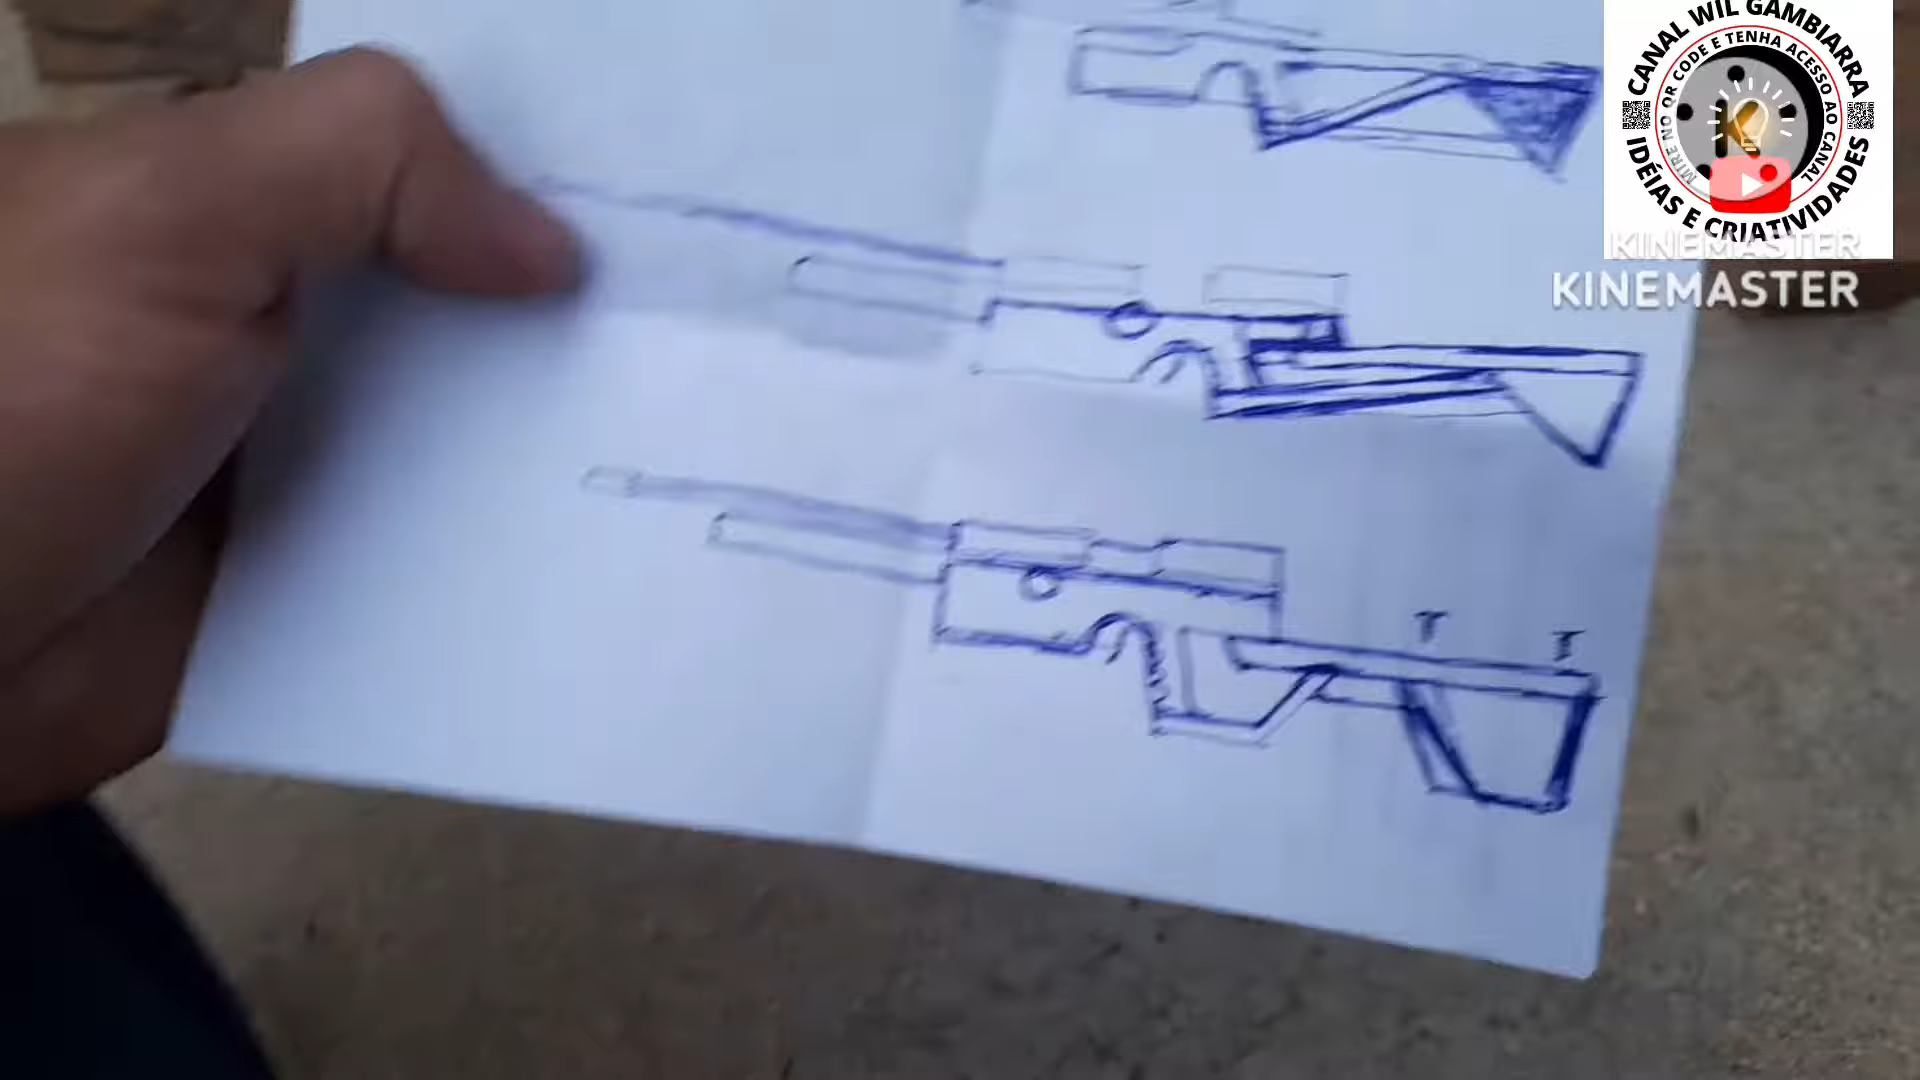 CANAL WIL GAMBIARRA
MIRE NO QR CODE E TENHA ACESSO AO CANAL
K
IDÉIAS E CRIATIVIDADES
KINEMASTER
KINEMASTER
T
I